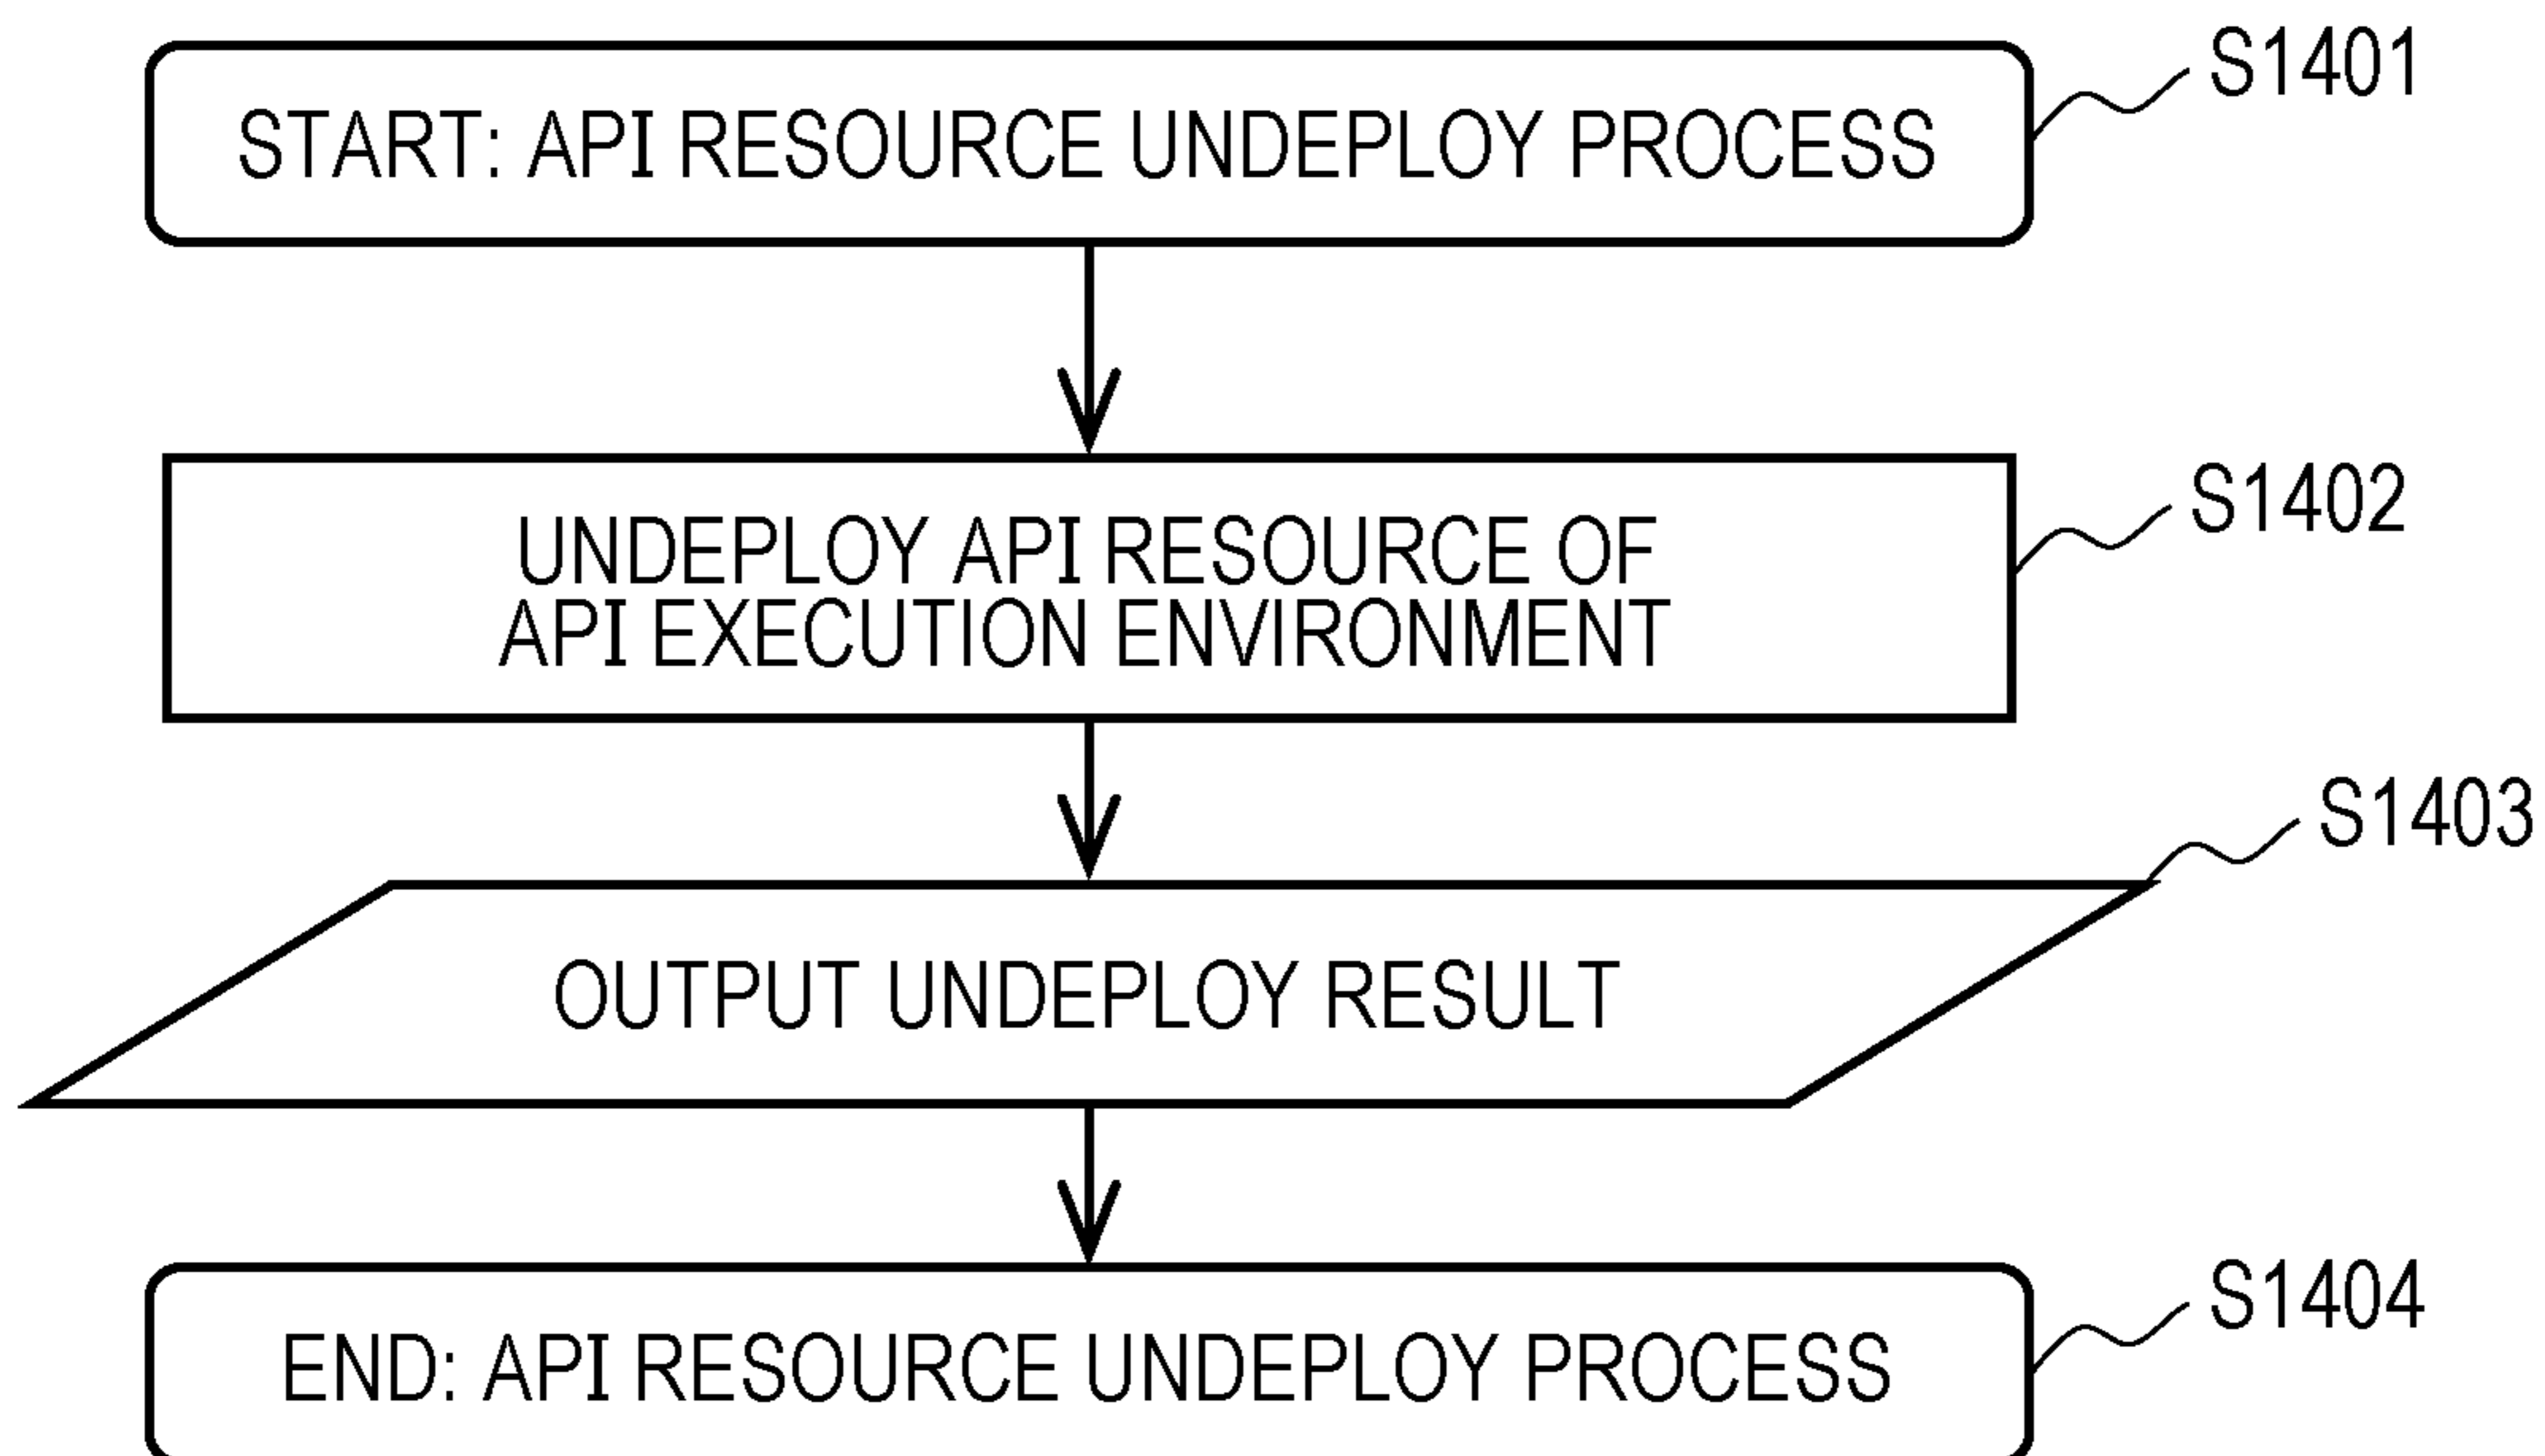 START: API RESOURCE UNDEPLOY PROCESS
S1401
UNDEPLOY API RESOURCE OF
API EXECUTION ENVIRONMENT
S1402
OUTPUT UNDEPLOY RESULT
S1403
END: API RESOURCE UNDEPLOY PROCESS
S1404